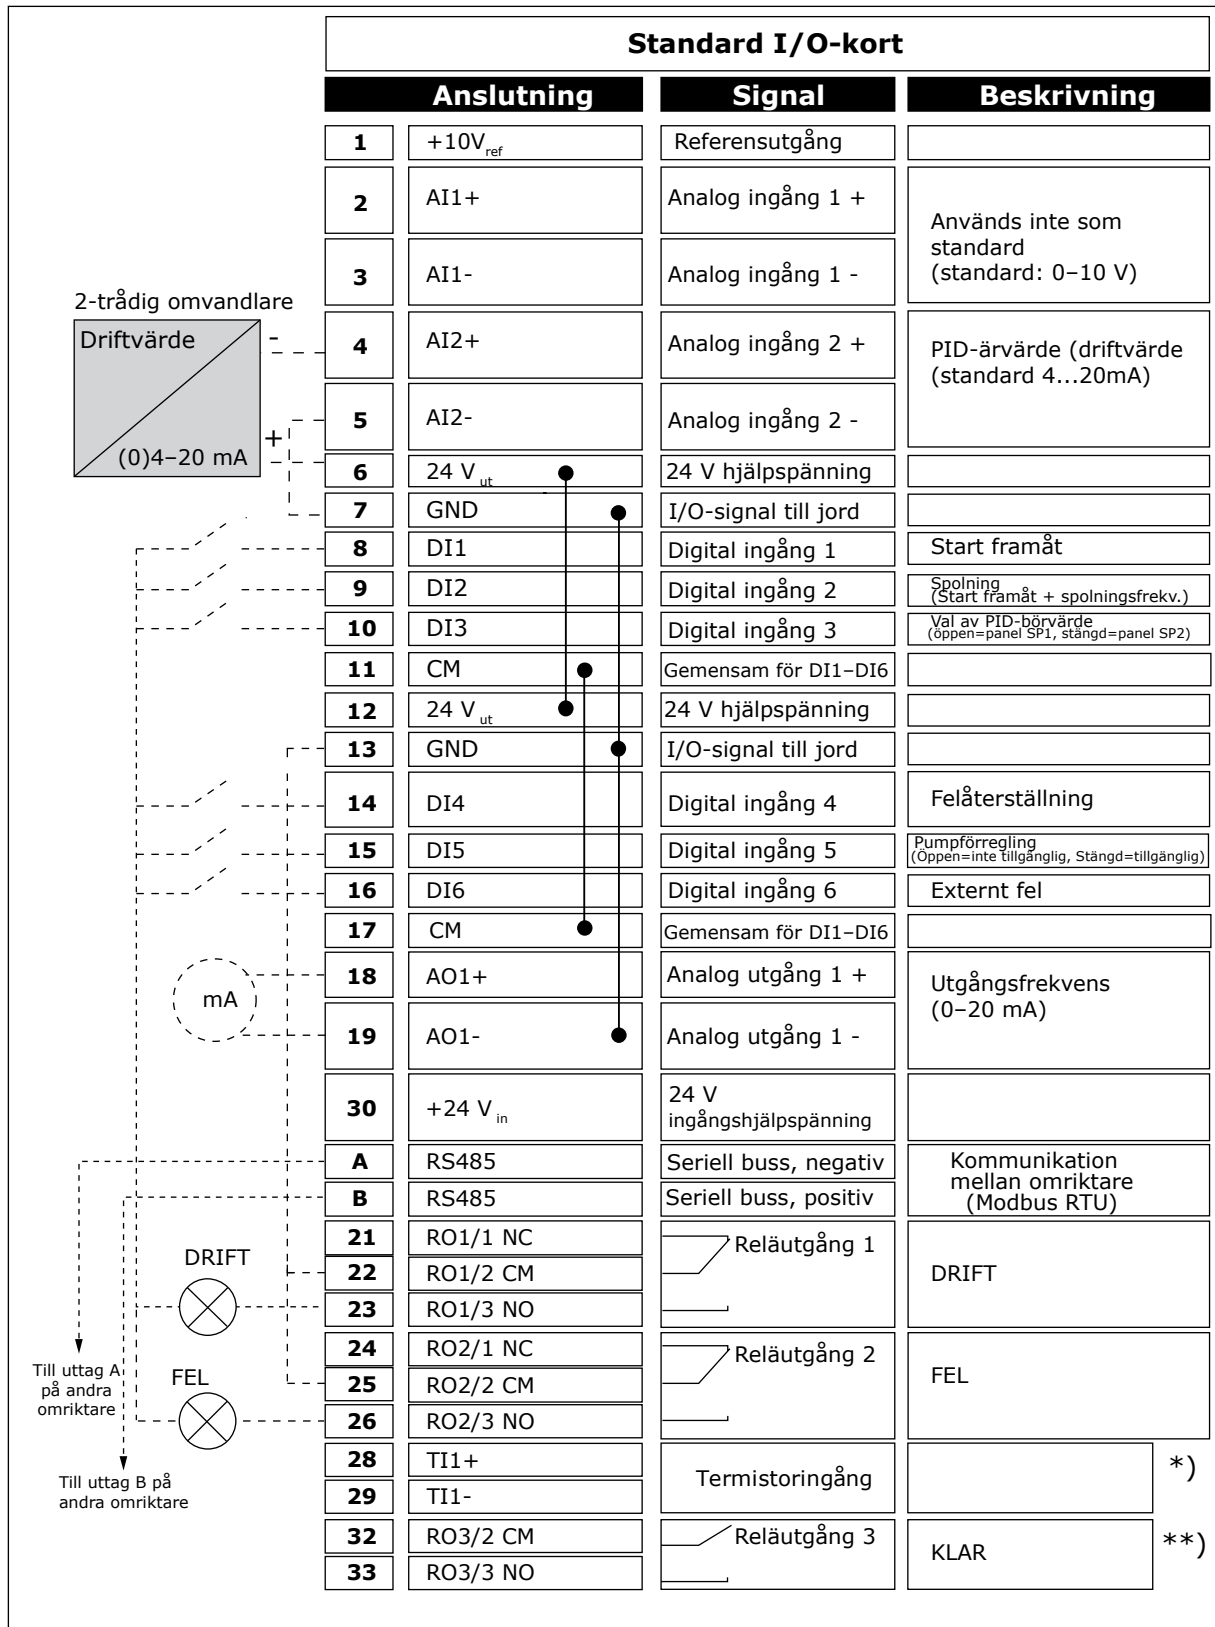 Standard I/O-kort
Anslutning Signal Beskrivning
1 +10Vref Referensutgång
2 AI1+ Analog ingång 1 +
Används inte som
standard
(standard: 0–10 V)
3 AI1- Analog ingång 1 -
2-trådig omvandlare
Driftvärde
-
+
(0)4–20 mA
4 AI2+ Analog ingång 2 +
PID-ärvärde (driftvärde
(standard 4...20mA)
5 AI2- Analog ingång 2 -
6 24 V ut 24 V hjälpspänning
7 GND I/O-signal till jord
8 DI1 Digital ingång 1 Start framåt
9 DI2 Digital ingång 2 Spolning
(Start framåt + spolningsfrekv.)
10 DI3 Digital ingång 3 Val av PID-börvärde
(öppen=panel SP1, stängd=panel SP2)
11 CM Gemensam för DI1–DI6
12 24 V ut 24 V hjälpspänning
13 GND I/O-signal till jord
14 DI4 Digital ingång 4 Felåterställning
15 DI5 Digital ingång 5 Pumpförregling
(Öppen=inte tillgänglig, Stängd=tillgänglig)
16 DI6 Digital ingång 6 Externt fel
17 CM Gemensam för DI1–DI6
18 AO1+ Analog utgång 1 +
Utgångsfrekvens
(0–20 mA)
mA
19 AO1- Analog utgång 1 -
30 +24 V in 24 V
ingångshjälpspänning
A RS485 Seriell buss, negativ
Kommunikation
mellan omriktare
(Modbus RTU)
B RS485 Seriell buss, positiv
21 RO1/1 NC Reläutgång 1
DRIFT
22 RO1/2 CM DRIFT
23 RO1/3 NO
24 RO2/1 NC Reläutgång 2
Till uttag A
på andra
omriktare
FEL
25 RO2/2 CM FEL
26 RO2/3 NO
28 TI1+ Termistoringång *)
Till uttag B på
andra omriktare
29 TI1-
32 RO3/2 CM Reläutgång 3 KLAR **)
33 RO3/3 NO